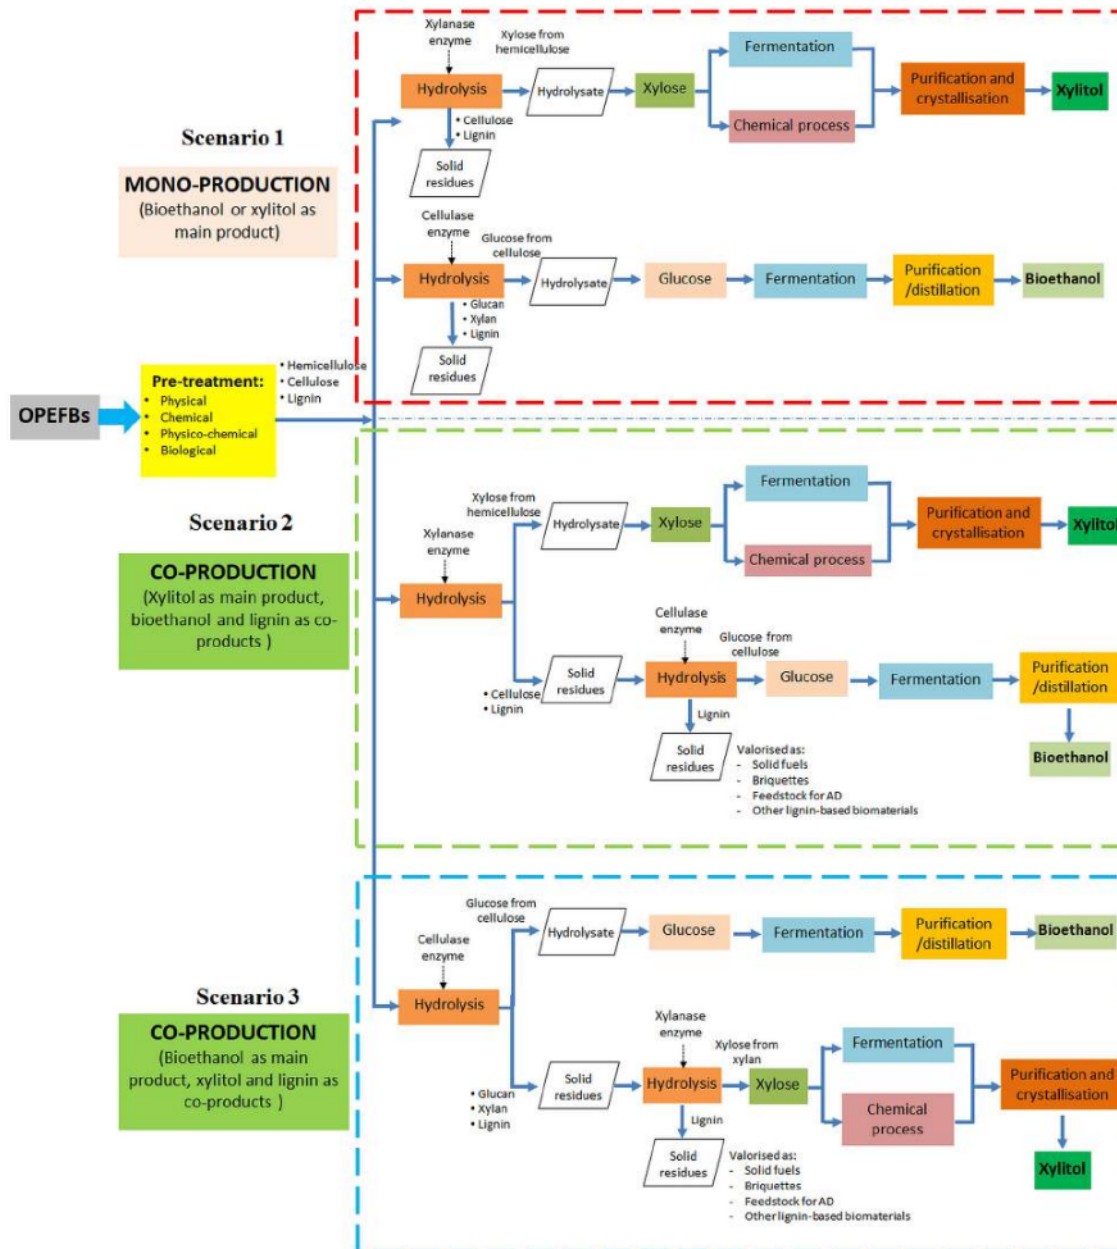 Xylanase
enzyme
Xylose from
hemicellulose
Hydrolysis
Hydrolysate
Xylose
Fermentation
Chemical process
Purification and
crystallisation
Xylitol
• Cellulose
• Lignin
Solid
residues
Scenario 1
MONO-PRODUCTION
(Bioethanol or xylitol as
main product)
Cellulase
enzyme
Glucose from
cellulose
Hydrolysis
Hydrolysate
Glucose
Fermentation
Purification
/distillation
Bioethanol
• Glucan
• Xylan
• Lignin
Solid
residues
OPEFBs
Pre-treatment:
• Physical
• Chemical
• Physico-chemical
• Biological
• Hemicellulose
• Cellulose
• Lignin
Scenario 2
CO-PRODUCTION
(Xylitol as main product,
bioethanol and lignin as co-
products )
Xylanase
enzyme
Hydrolysis
Xylose from
hemicellulose
Hydrolysate
Xylose
Fermentation
Chemical process
Purification and
crystallisation
Xylitol
• Cellulose
• Lignin
Solid
residues
Cellulase
enzyme
Hydrolysis
Glucose from
cellulose
Glucose
Fermentation
Purification
/distillation
Bioethanol
Lignin
Solid
residues
Valorised as:
- Solid fuels
- Briquettes
- Feedstock for AD
- Other lignin-based biomaterials
Scenario 3
CO-PRODUCTION
(Bioethanol as main
product, xylitol and lignin as
co-products )
Cellulase
enzyme
Hydrolysis
Glucose from
cellulose
Hydrolysate
Glucose
Fermentation
Purification
/distillation
Bioethanol
• Glucan
• Xylan
• Lignin
Solid
residues
Xylanase
enzyme
Hydrolysis
Xylose from
xylan
Xylose
Fermentation
Chemical
process
Purification and
crystallisation
Xylitol
Lignin
Solid
residues
Valorised as:
- Solid fuels
- Briquettes
- Feedstock for AD
- Other lignin-based biomaterials